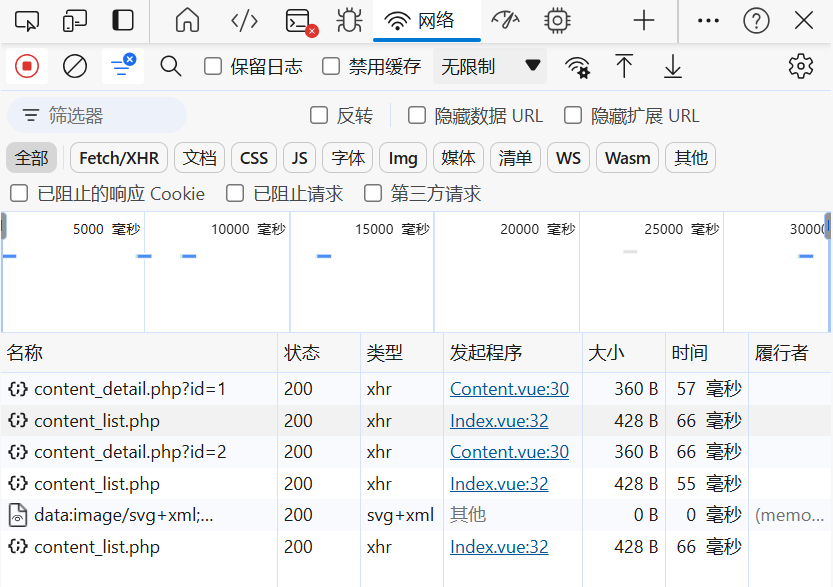 网络
保留日志 禁用缓存 无限制
筛选器 反转 隐藏数据 URL 隐藏扩展 URL
全部 Fetch/XHR 文档 CSS JS 字体 Img 媒体 清单 WS Wasm 其他
已阻止的响应 Cookie 已阻止请求 第三方请求
5000 毫秒 10000 毫秒 15000 毫秒 20000 毫秒 25000 毫秒 30000
名称 状态 类型 发起程序 大小 时间 履行者
content_detail.php?id=1 200 xhr Content.vue:30 360 B 57 毫秒
content_list.php 200 xhr Index.vue:32 428 B 66 毫秒
content_detail.php?id=2 200 xhr Content.vue:30 360 B 66 毫秒
content_list.php 200 xhr Index.vue:32 428 B 55 毫秒
data:image/svg+xml;... 200 svg+xml 其他 0 B 0 毫秒 (memo...
content_list.php 200 xhr Index.vue:32 428 B 66 毫秒